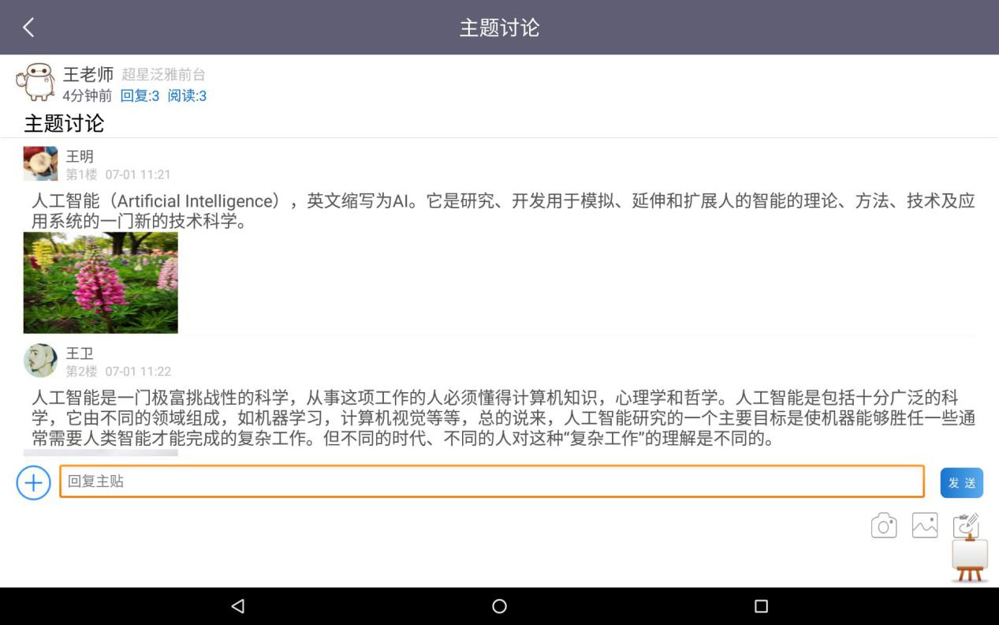 主题讨论
王老师 超星泛雅前台
4分钟前 回复:3 阅读:3
主题讨论
王明
第1楼 07-01 11:21
人工智能（Artificial Intelligence），英文缩写为AI。它是研究、开发用于模拟、延伸和扩展人的智能的理论、方法、技术及应
用系统的一门新的技术科学。
王卫
第2楼 07-01 11:22
人工智能是一门极富挑战性的科学，从事这项工作的人必须懂得计算机知识，心理学和哲学。人工智能是包括十分广泛的科
学，它由不同的领域组成，如机器学习，计算机视觉等等，总的说来，人工智能研究的一个主要目标是使机器能够胜任一些通
常需要人类智能才能完成的复杂工作。但不同的时代、不同的人对这种“复杂工作”的理解是不同的。
回复主贴
发 送